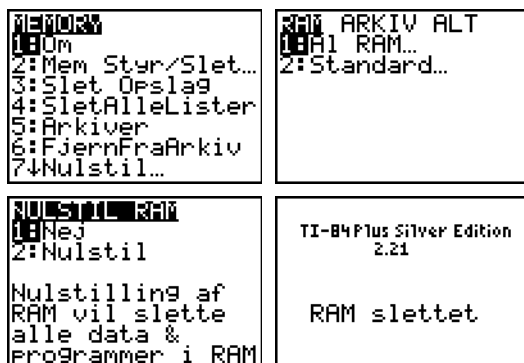 MEMORY
1:Om
2:Mem Styr/Slet…
3:Slet Opslag
4:SletAlleLister
5:Arkiver
6:FjernFraArkiv
7↓Nulstil…
RAM ARKIV ALT
1:Al RAM…
2:Standard…
NULSTIL RAM
1:Nej
2:Nulstil
Nulstilling af
RAM vil slette
alle data &
programmer i RAM
TI-84 Plus Silver Edition
2.21
RAM slettet